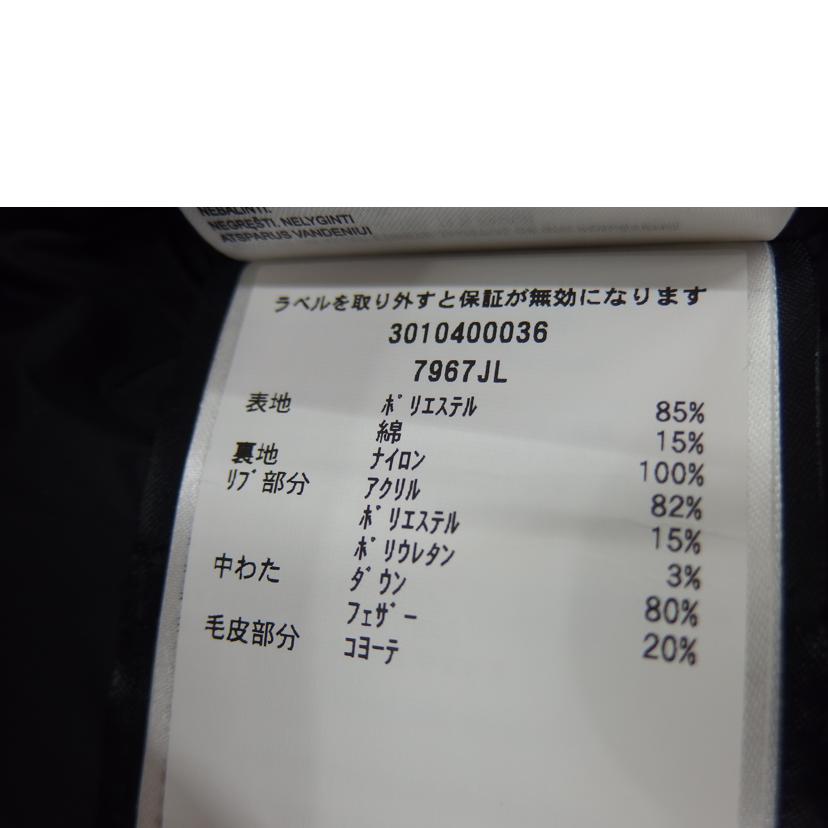 NEBALINTI.
NEGRĘŠTI. NELYGINTI
ATSPARUS VANDENIUI
ラベルを取り外すと保証が無効になります
3010400036
7967JL
表地 ﾎﾟﾘｴｽﾃﾙ 85%
綿 15%
裏地 ﾅｲﾛﾝ 100%
ﾘﾌﾞ部分 ｱｸﾘﾙ 82%
ﾎﾟﾘｴｽﾃﾙ 15%
ﾎﾟﾘｳﾚﾀﾝ 3%
中わた ﾀﾞｳﾝ 80%
ﾌｪｻﾞｰ 20%
毛皮部分 ｺﾖｰﾃ